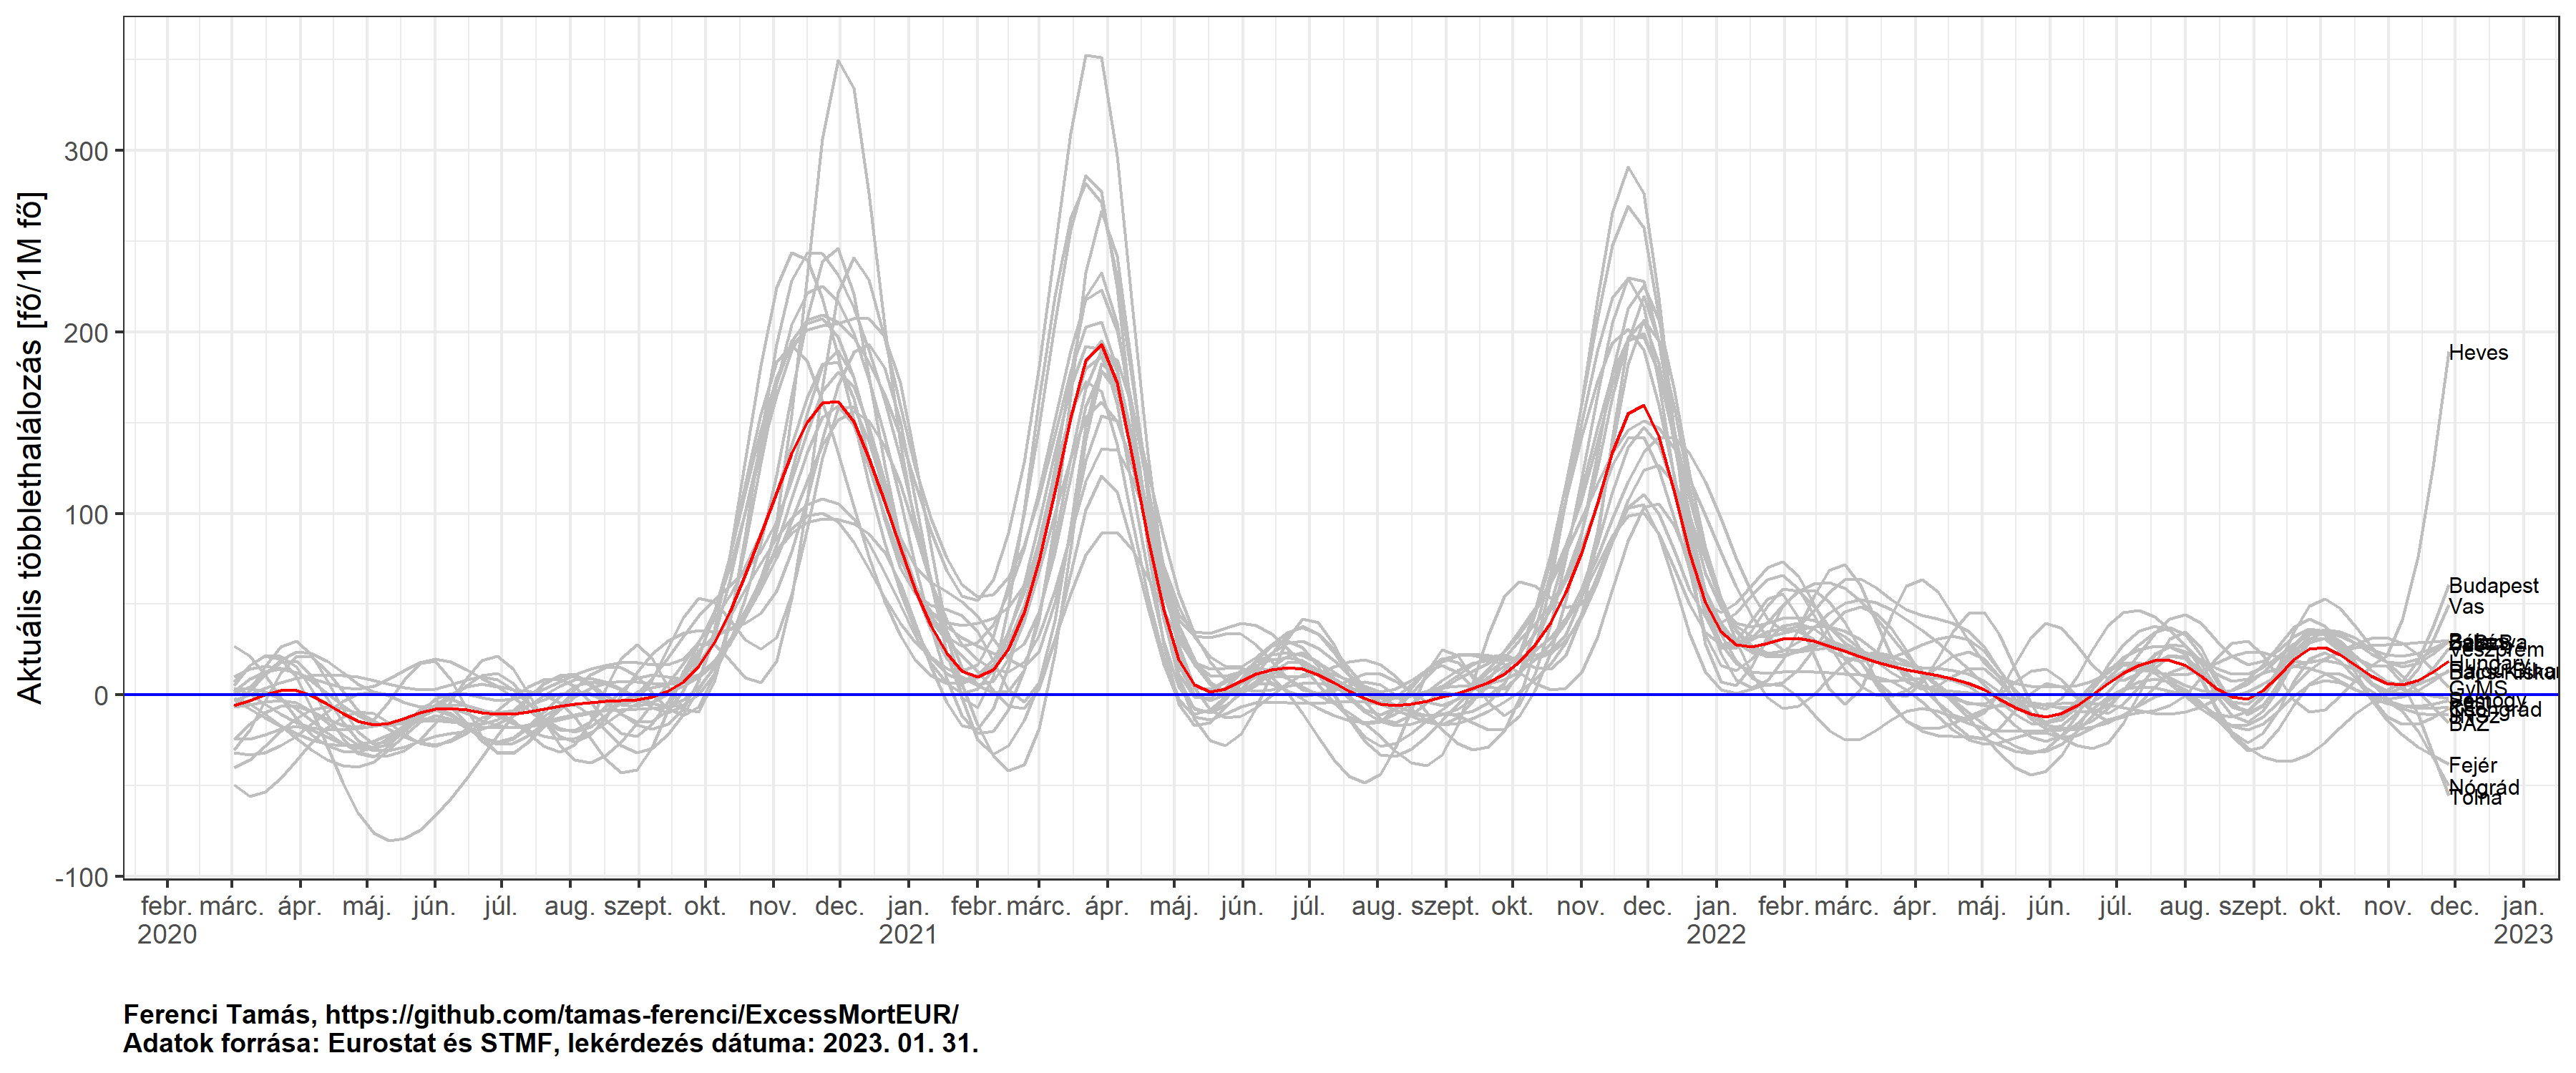 Aktuális többlethalálozás [fő/1M fő]
300
200
100
0
-100
Heves
Budapest
Vas
Veszprém
Hungary
GyMS
Somogy
BAZ
Fejér
Nógrád
Tolna
febr. márc. ápr. máj. jún. júl. aug. szept. okt. nov. dec. jan. febr. márc. ápr. máj. jún. júl. aug. szept. okt. nov. dec. jan. febr. márc. ápr. máj. jún. júl. aug. szept. okt. nov. dec. jan.
2020 2021 2022 2023
Ferenci Tamás, https://github.com/tamas-ferenci/ExcessMortEUR/
Adatok forrása: Eurostat és STMF, lekérdezés dátuma: 2023. 01. 31.